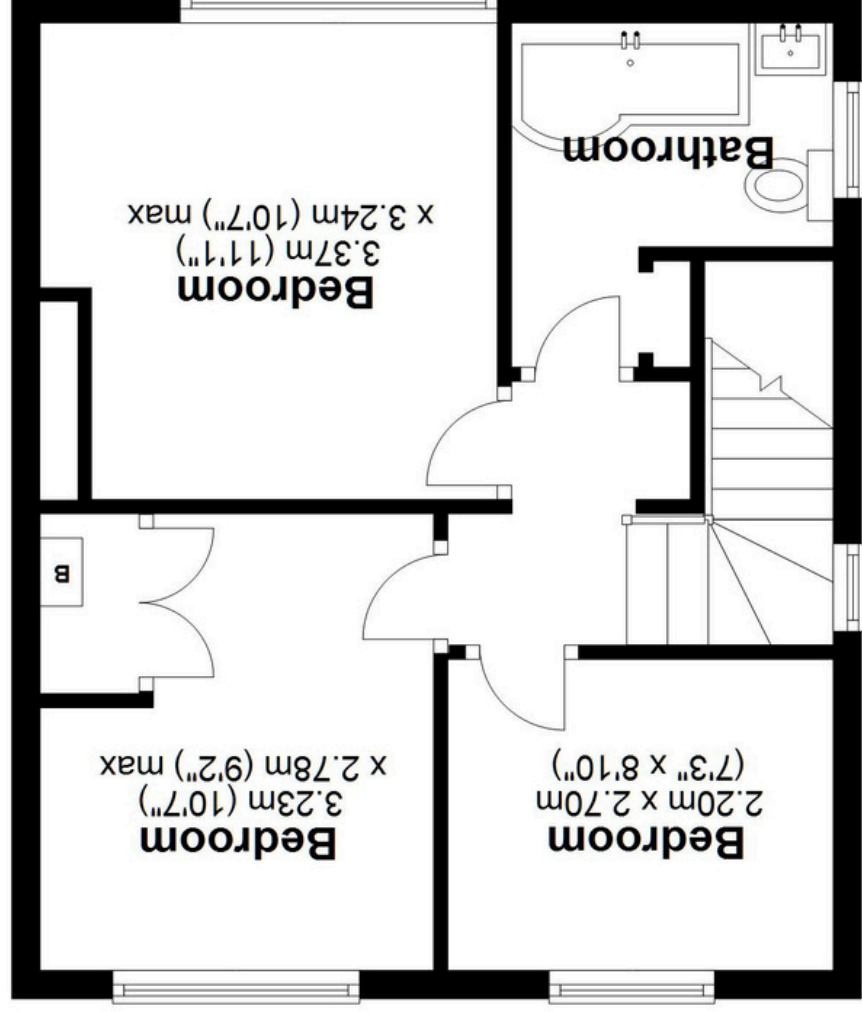 Bedroom
2.20m x 2.70m
(7'3" x 8'10")
Bedroom
3.23m (10'7")
x 2.78m (9'2") max
B
Bedroom
3.37m (11'1")
x 3.24m (10'7") max
Bathroom